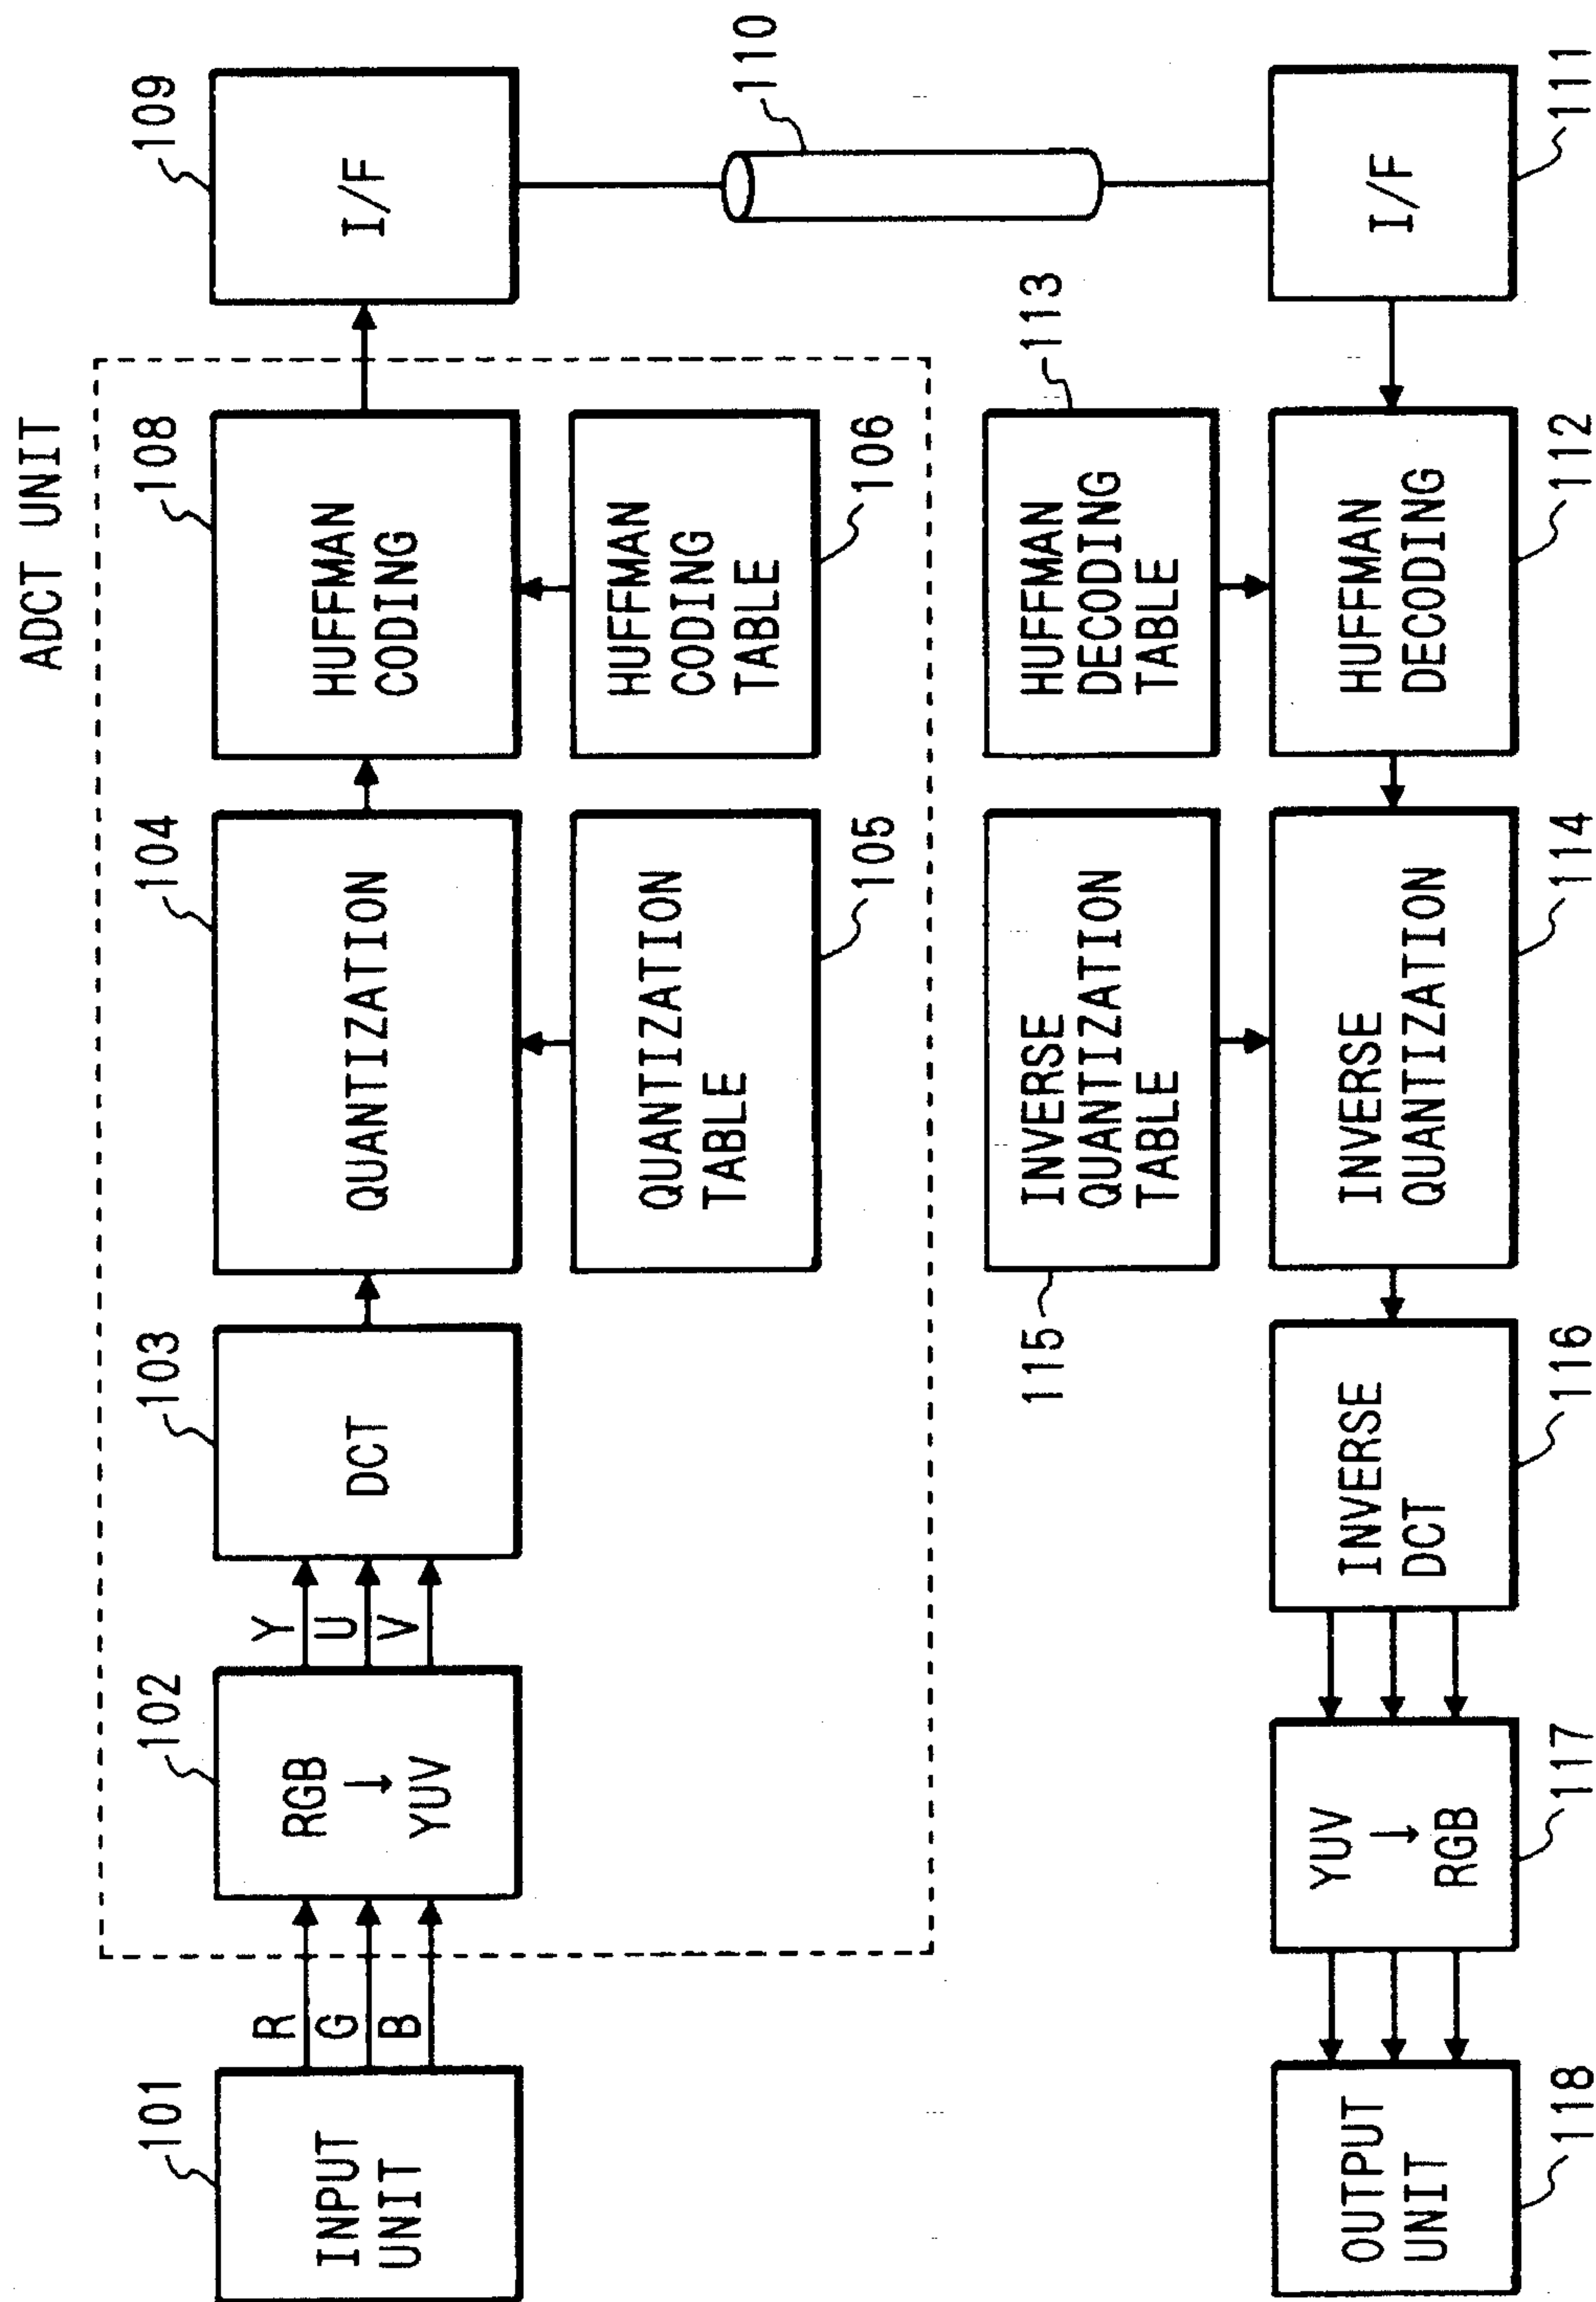 ADCT UNIT
101
INPUT
UNIT
R
G
B
102
RGB
→
YUV
Y
U
V
103
DCT
104
QUANTIZATION
QUANTIZATION
TABLE
105
108
HUFFMAN
CODING
HUFFMAN
CODING
TABLE
106
109
I/F
110
I/F
111
113
HUFFMAN
DECODING
TABLE
HUFFMAN
DECODING
112
115
INVERSE
QUANTIZATION
TABLE
INVERSE
QUANTIZATION
114
INVERSE
DCT
116
YUV
→
RGB
117
OUTPUT
UNIT
118